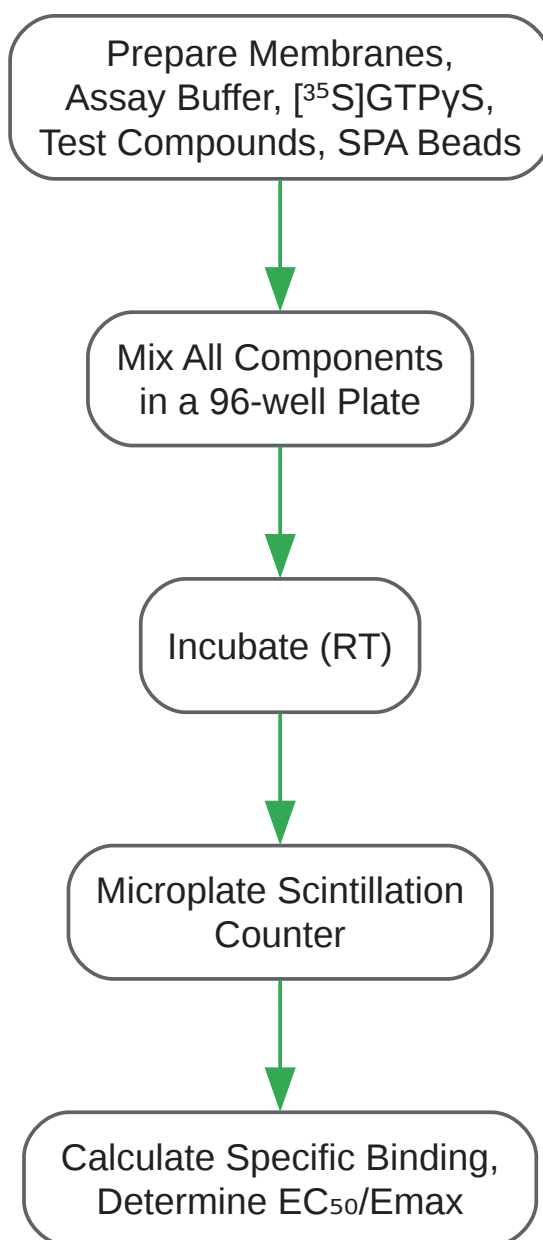 Prepare Membranes,
Assay Buffer, [³⁵S]GTPγS,
Test Compounds, SPA Beads
Mix All Components
in a 96-well Plate
Incubate (RT)
Microplate Scintillation
Counter
Calculate Specific Binding,
Determine EC₅₀/Emax